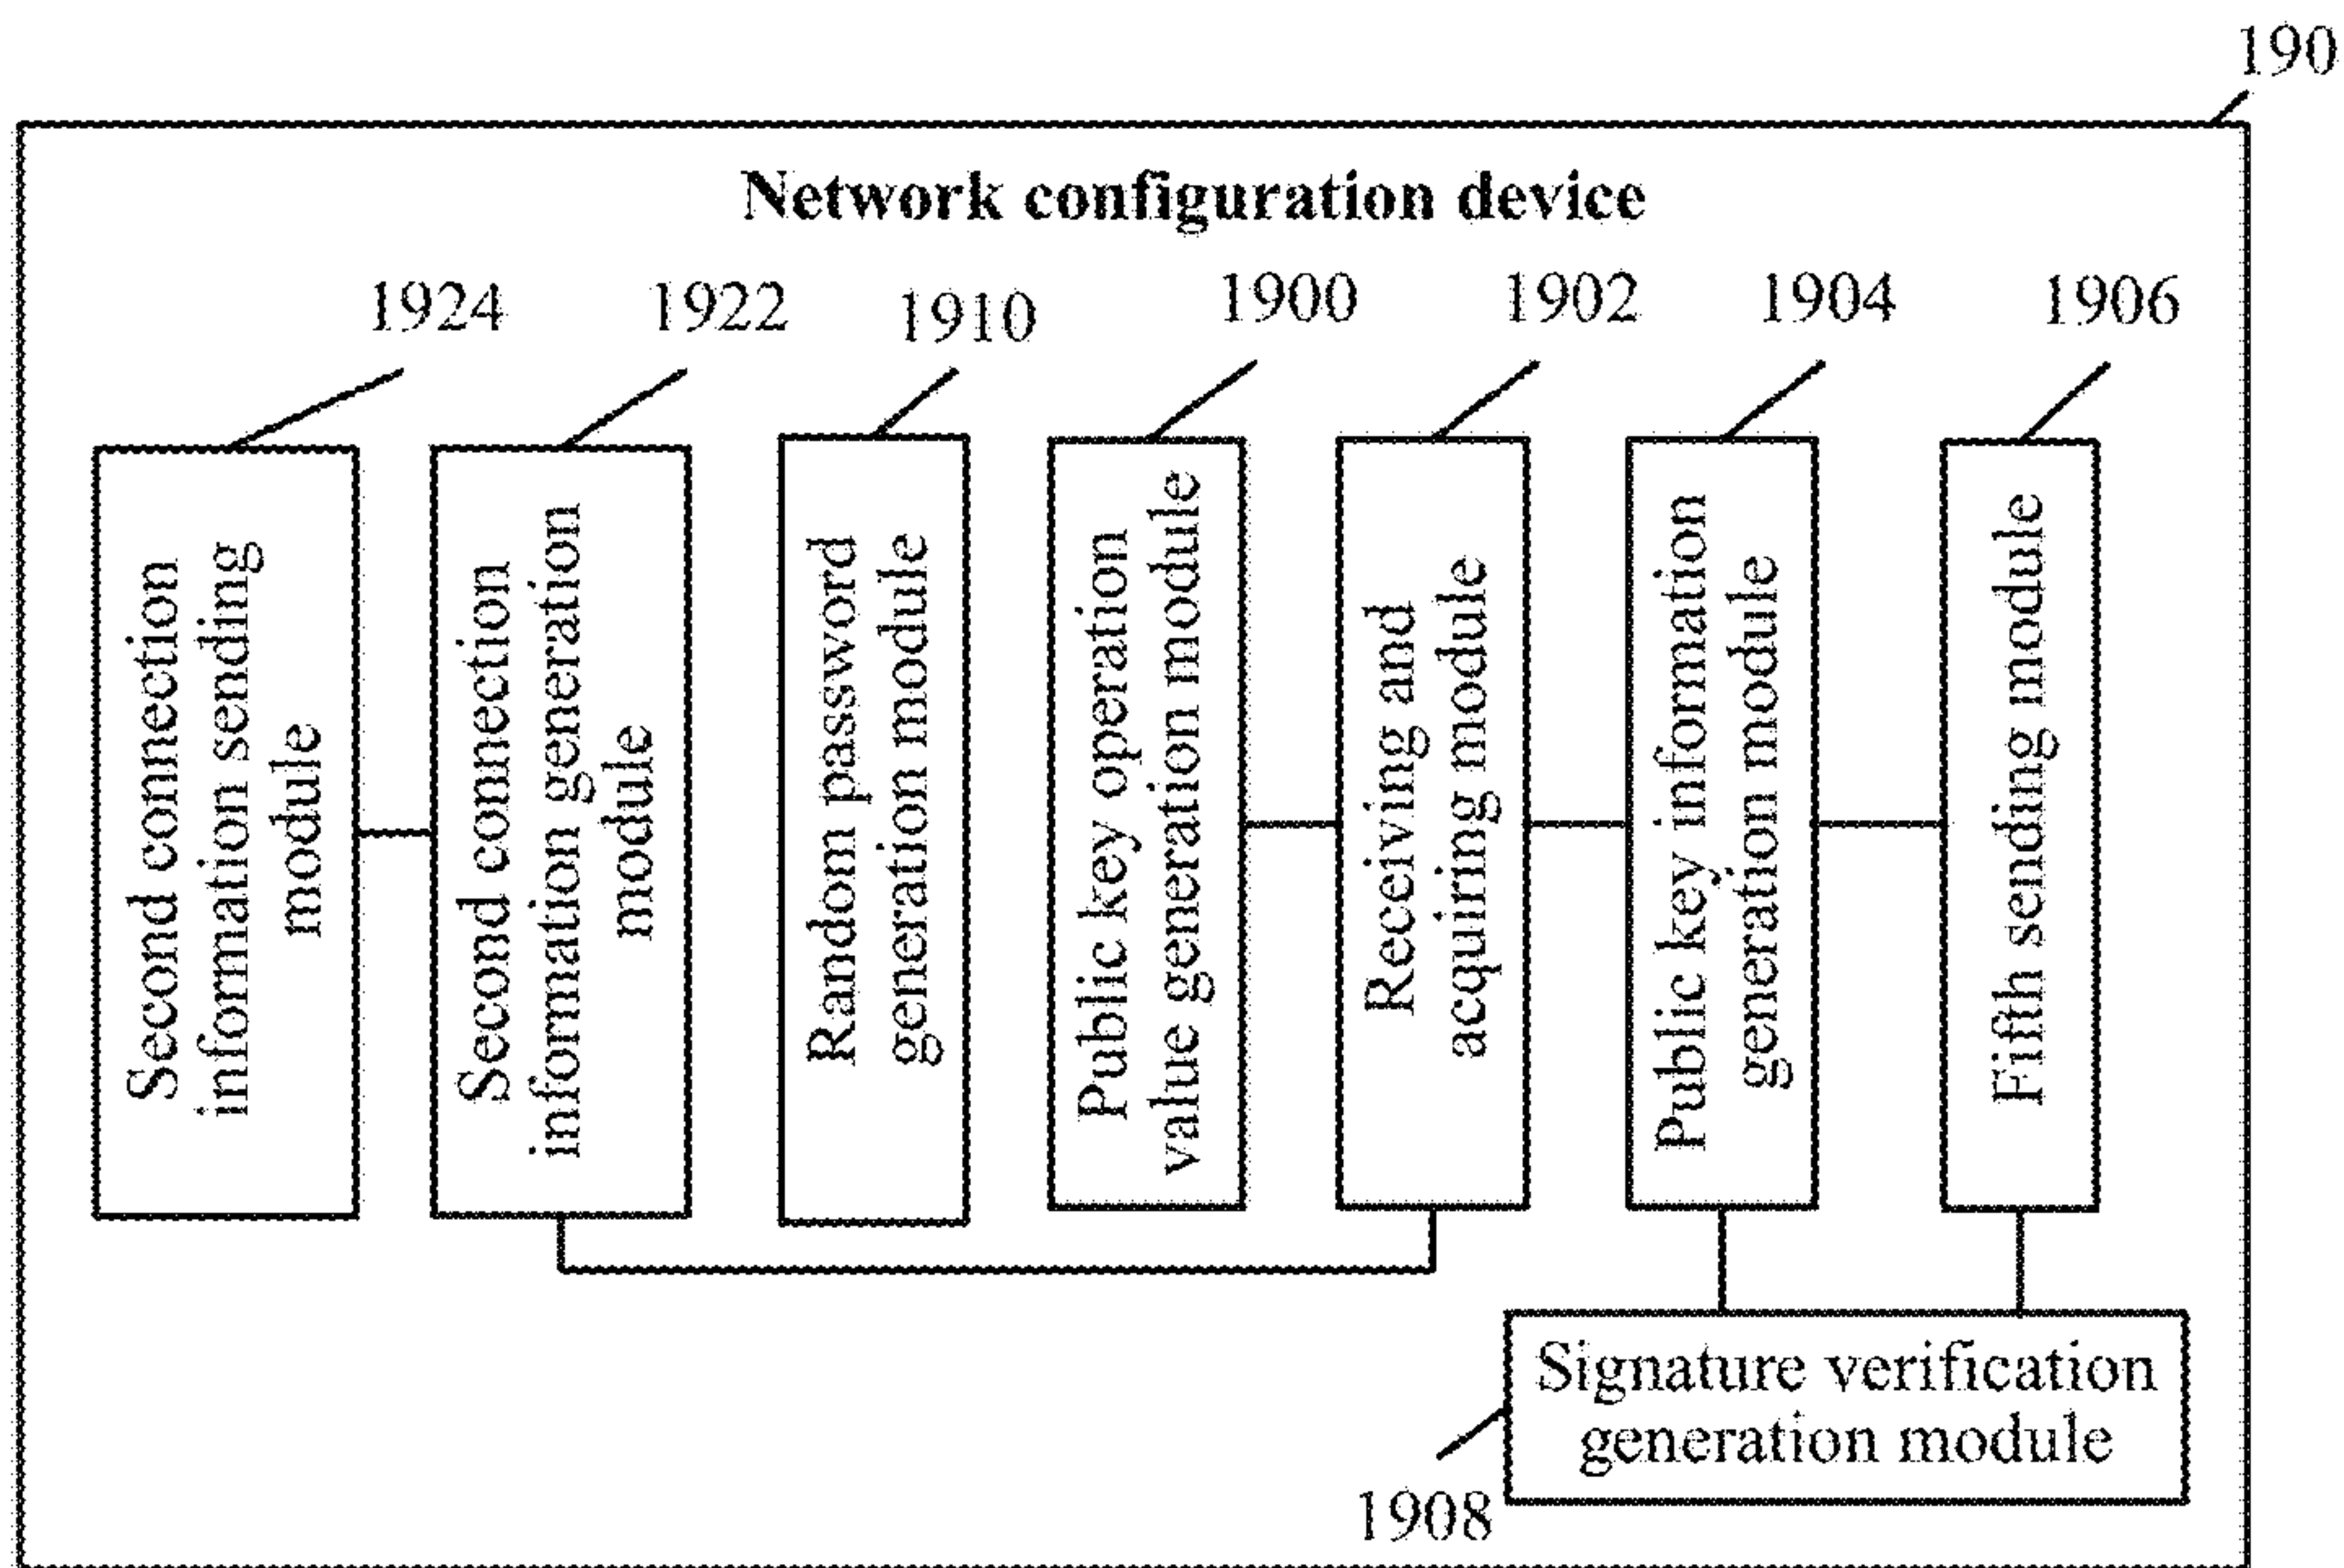 190
Network configuration device
1924
1922
1910
1900
1902
1904
1906
Second connection
information sending
module
Second connection
information generation
module
Random password
generation module
Public key operation
value generation module
Receiving and
acquiring module
Public key information
generation module
Fifth sending module
Signature verification
generation module
1908